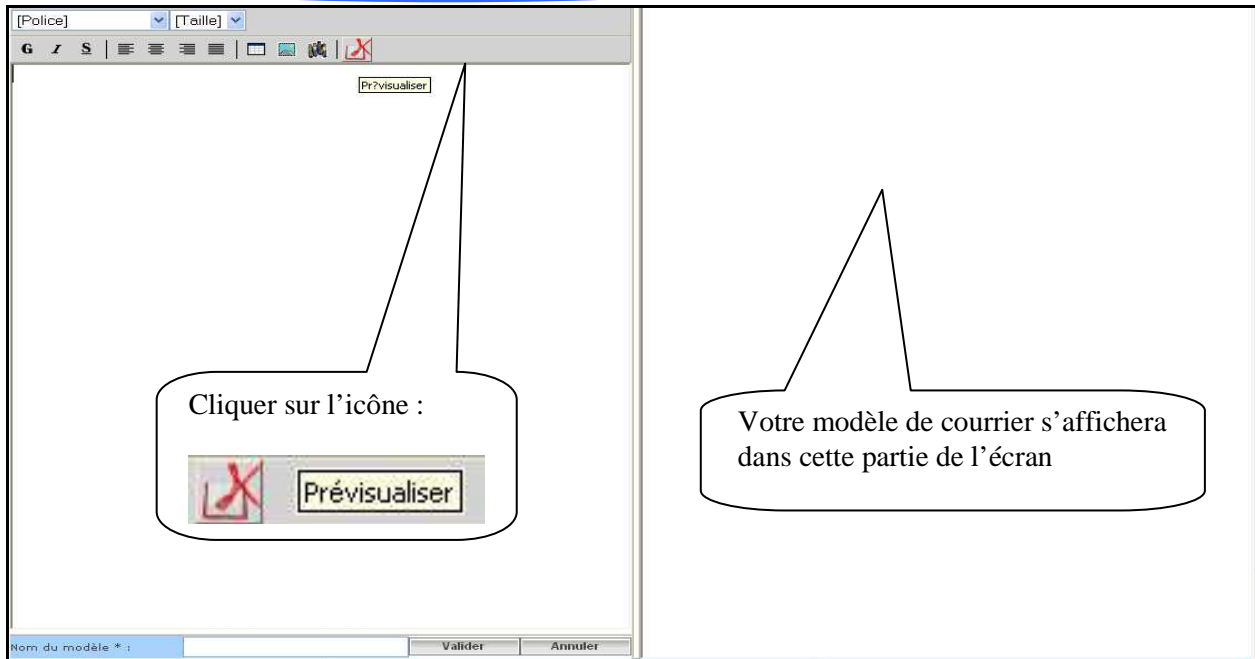 [Police] [Taille]
G I S
Pr?visualiser
Cliquer sur l’icône :
Prévisualiser
Votre modèle de courrier s’affichera
dans cette partie de l’écran
Nom du modèle * : Valider Annuler